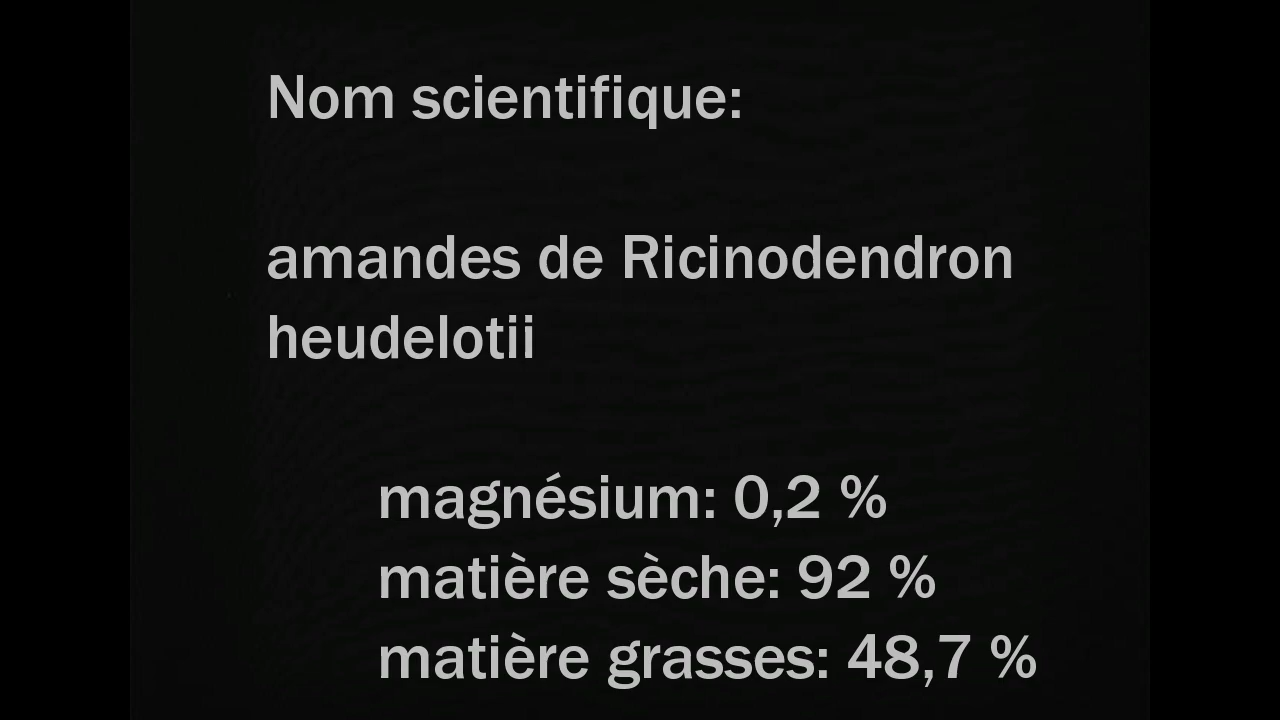 Nom scientifique:
amandes de Ricinodendron
heudelotii
magnésium: 0,2 %
matière sèche: 92 %
matière grasses: 48,7 %